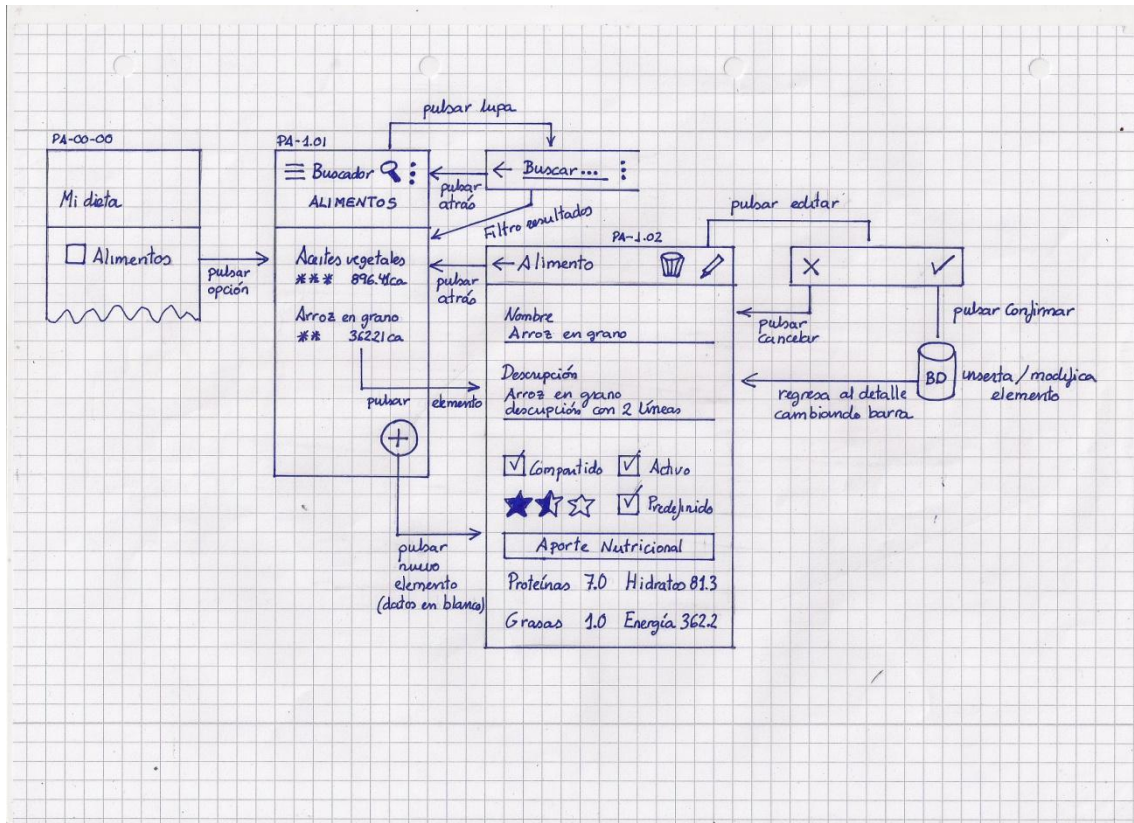 pulsar lupa
PA-00-00
Mi dieta
Alimentos
pulsar
opción
PA-1.01
Buscador
ALIMENTOS
Aceites vegetales
*** 896.41ca
Arroz en grano
** 362.21ca
pulsar elemento
pulsar
nuevo
elemento
(datos en blanco)
Buscar...
pulsar
atrás
Filtro resultados
pulsar
atrás
PA-1.02
Alimento
Nombre
Arroz en grano
Descripción
Arroz en grano
descripción con 2 líneas
Compartido Activo
Predefinido
Aporte Nutricional
Proteínas 7.0 Hidratos 81.3
Grasas 1.0 Energía 362.2
pulsar editar
X
pulsar
cancelar
pulsar Confirmar
BD
inserta/modifica
elemento
regresa al detalle
cambiando barra